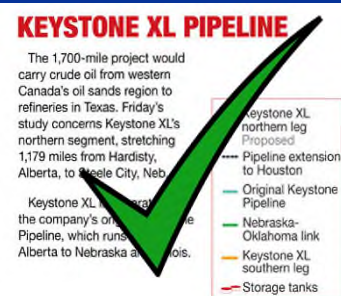 KEYSTONE XL PIPELINE
The 1,700-mile project would
carry crude oil from western
Canada's oil sands region to
refineries in Texas. Friday's
study concerns Keystone XL's
northern segment, stretching
1,179 miles from Hardisty,
Alberta, to Steele City, Neb.
Keystone XL
the company's
Pipeline, which runs
Alberta to Nebraska
Keystone XL
northern leg
Proposed
Pipeline extension
to Houston
Original Keystone
Pipeline
Nebraska-
Oklahoma link
Keystone XL
southern leg
Storage tanks